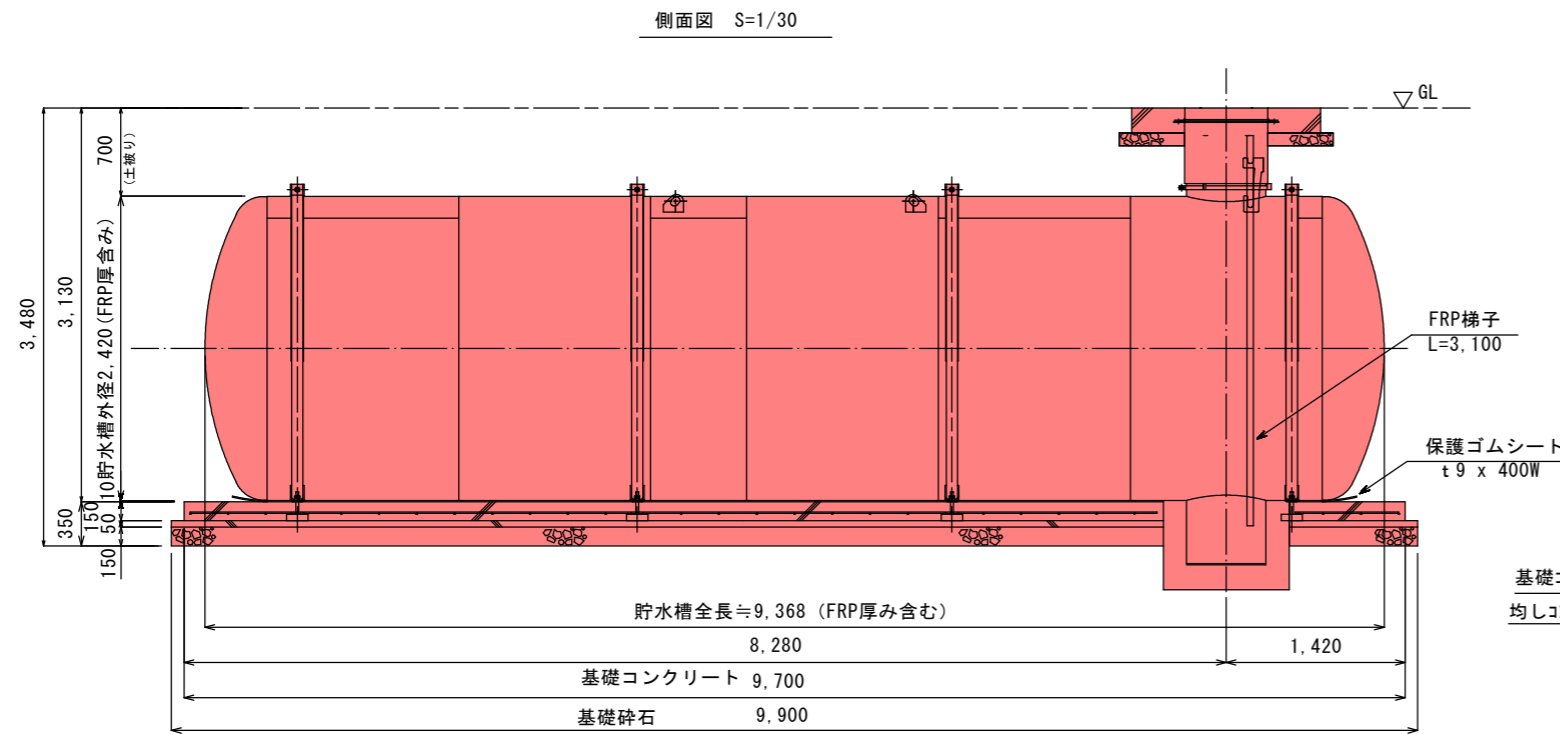 側面図 S=1/30
GL
700
(土被り)
3,480
3,130
10貯水槽外径2,420(FRP厚含み)
350
150
50
150
FRP梯子
L=3,100
保護ゴムシート
t9 x 400W
貯水槽全長≒9,368 (FRP厚み含む)
8,280
1,420
基礎コンクリート 9,700
基礎砕石 9,900
基礎
均し